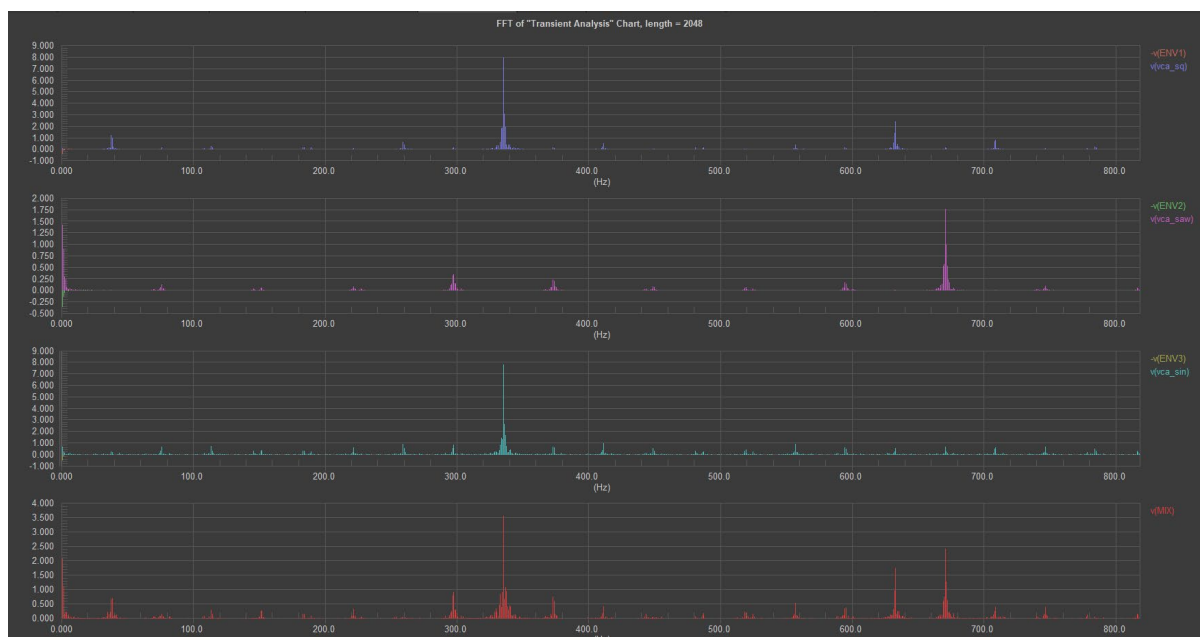 FFT of "Transient Analysis" Chart, length = 2048
9.000
8.000
7.000
6.000
5.000
4.000
3.000
2.000
1.000
0.000
-1.000
0.000 100.0 200.0 300.0 400.0 500.0 600.0 700.0 800.0
(Hz)
-v(ENV1)
v(vca_sq)
2.000
1.750
1.500
1.250
1.000
0.750
0.500
0.250
0.000
-0.250
-0.500
0.000 100.0 200.0 300.0 400.0 500.0 600.0 700.0 800.0
(Hz)
-v(ENV2)
v(vca_saw)
9.000
8.000
7.000
6.000
5.000
4.000
3.000
2.000
1.000
0.000
-1.000
0.000 100.0 200.0 300.0 400.0 500.0 600.0 700.0 800.0
(Hz)
-v(ENV3)
v(vca_sin)
4.000
3.500
3.000
2.500
2.000
1.500
1.000
0.500
0.000
0.000 100.0 200.0 300.0 400.0 500.0 600.0 700.0 800.0
(Hz)
v(MIX)